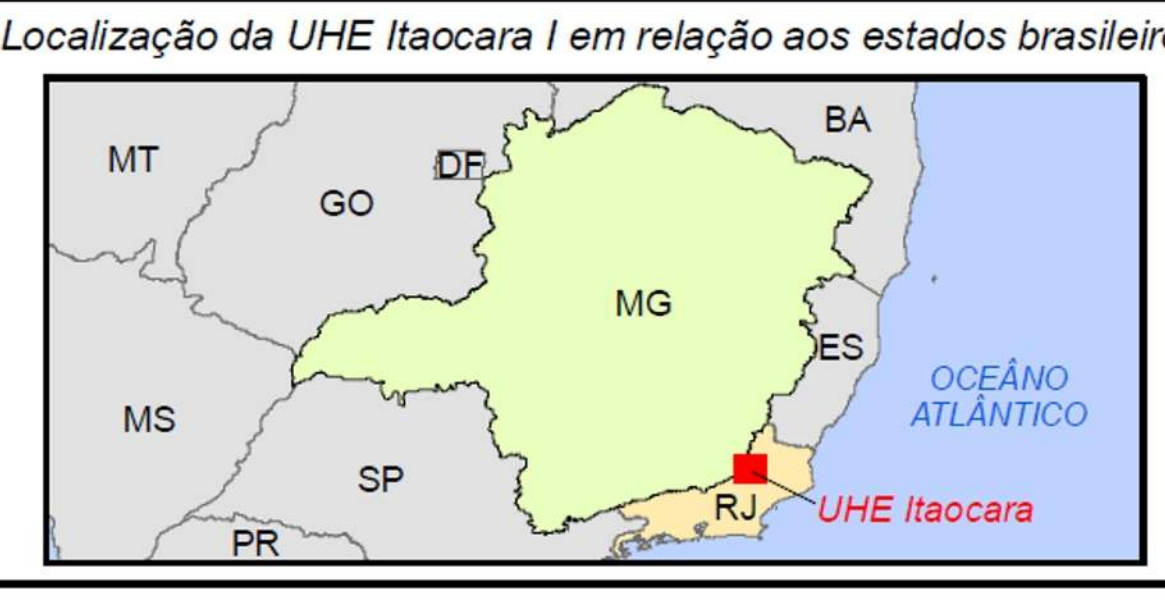 Localização da UHE Itaocara I em relação aos estados brasileir
BA
MT
DF
GO
MG
ES
OCEÂNO
ATLÂNTICO
MS
SP
RJ
UHE Itaocara
PR